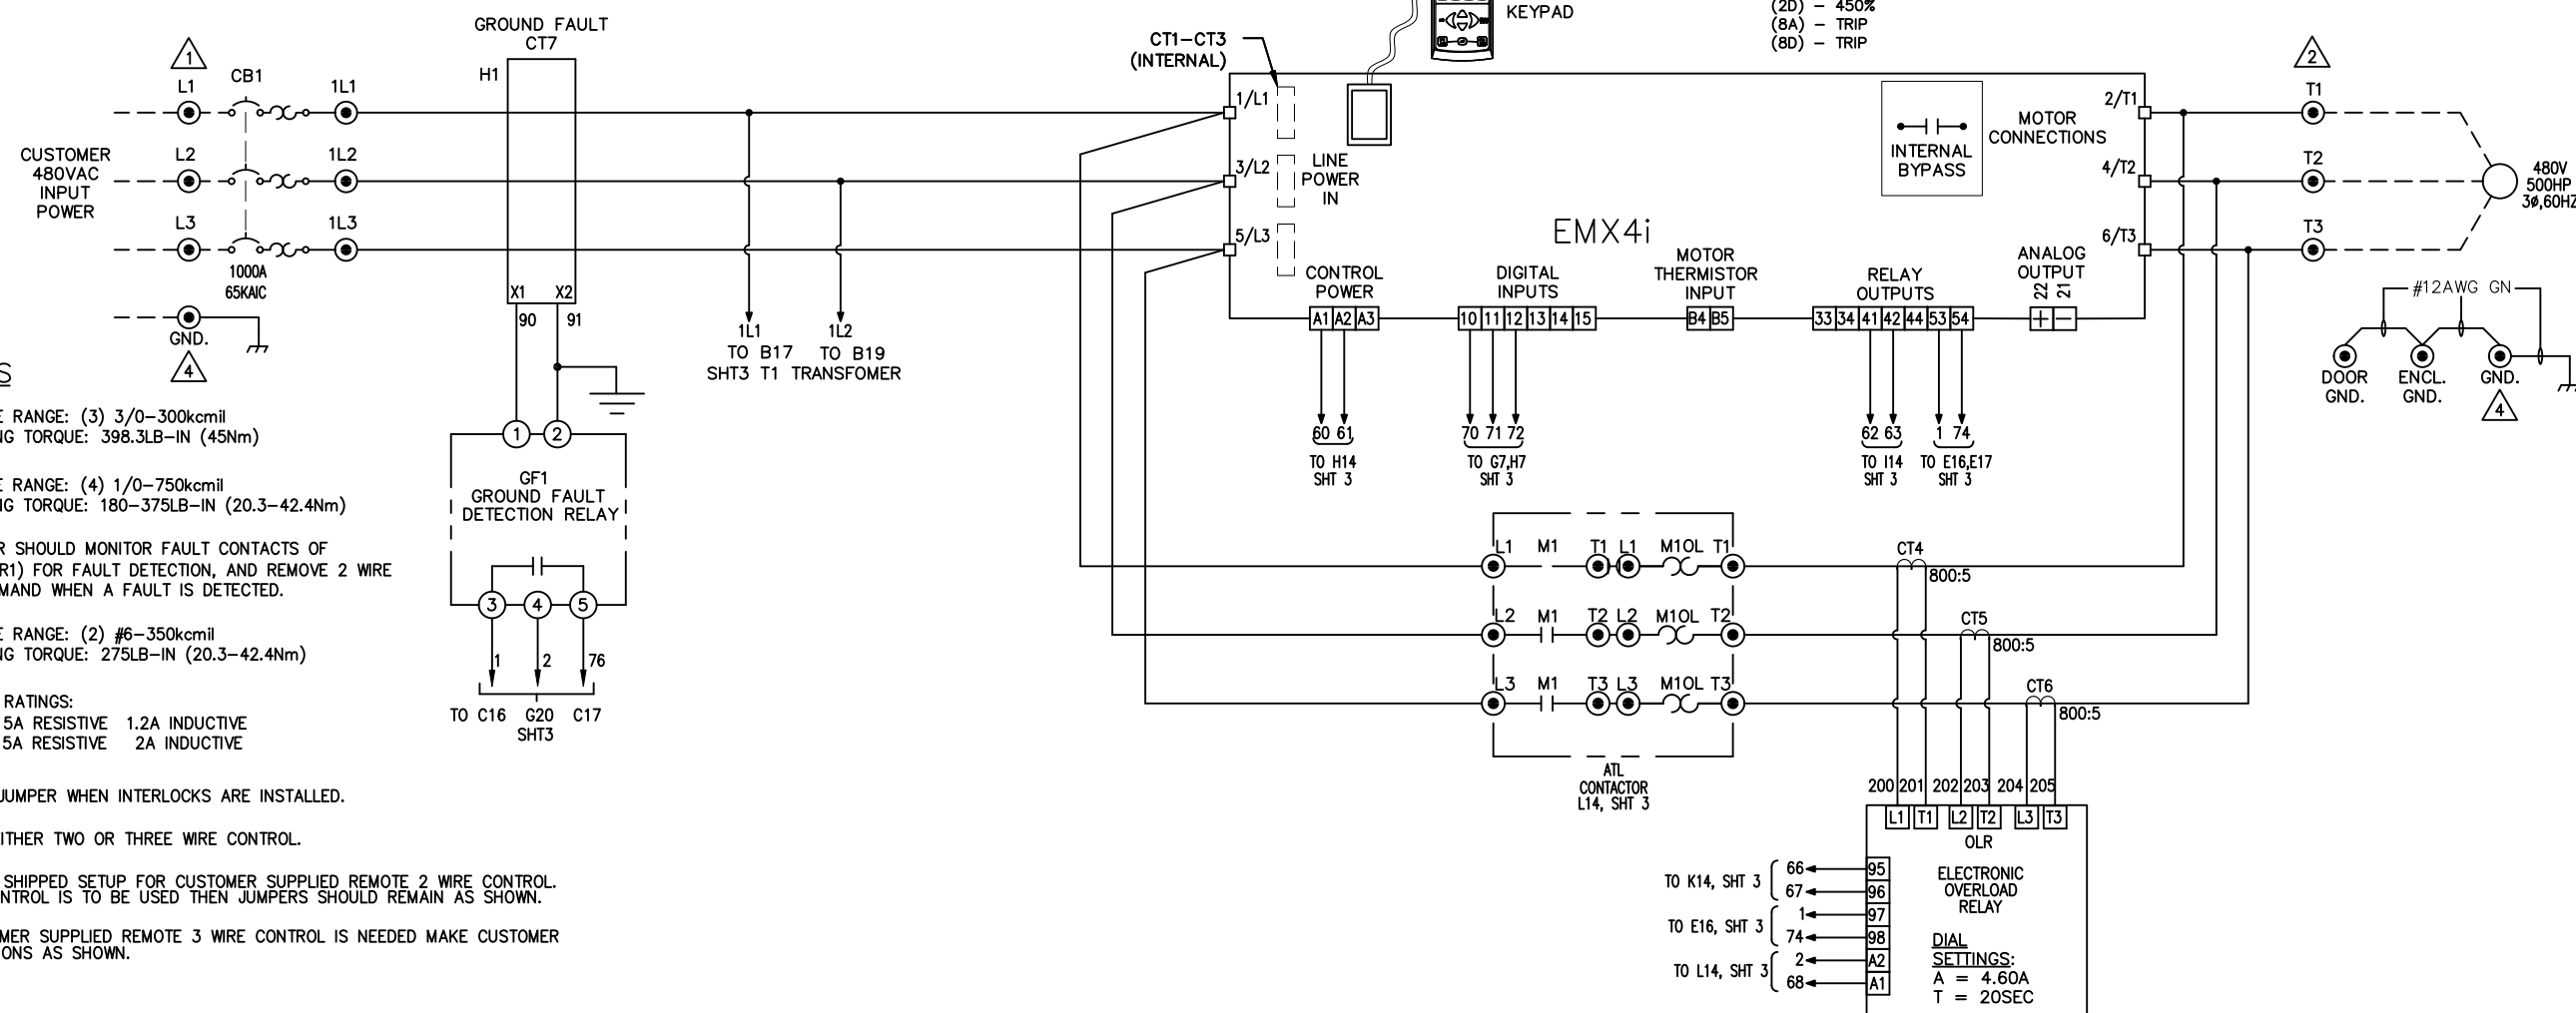 GROUND FAULT
CT7
H1
X1
X2
90
91
1
CB1
L1
1L1
L2
1L2
L3
1L3
CUSTOMER
480VAC
INPUT
POWER
1000A
65KAIC
GND.
4
1L1
TO B17
SHT3 T1
1L2
TO B19
TRANSFOMER
CT1-CT3
(INTERNAL)
KEYPAD
(2D) - 450%
(8A) - TRIP
(8D) - TRIP
1/L1
3/L2
5/L3
LINE
POWER
IN
EMX4i
INTERNAL
BYPASS
MOTOR
CONNECTIONS
2/T1
4/T2
6/T3
CONTROL
POWER
A1 A2 A3
DIGITAL
INPUTS
10 11 12 13 14 15
MOTOR
THERMISTOR
INPUT
B4 B5
RELAY
OUTPUTS
33 34 41 42 44 53 54
ANALOG
OUTPUT
22
21
+ −
60 61
TO H14
SHT 3
70 71 72
TO G7,H7
SHT 3
62 63
TO I14
SHT 3
1 74
TO E16,E17
SHT 3
2
T1
T2
T3
480V
500HP
3ø,60HZ
#12AWG GN
DOOR
GND.
ENCL.
GND.
GND.
4
S
E RANGE: (3) 3/0-300kcmil
NG TORQUE: 398.3LB-IN (45Nm)
E RANGE: (4) 1/0-750kcmil
NG TORQUE: 180-375LB-IN (20.3-42.4Nm)
R SHOULD MONITOR FAULT CONTACTS OF
R1) FOR FAULT DETECTION, AND REMOVE 2 WIRE
MAND WHEN A FAULT IS DETECTED.
E RANGE: (2) #6-350kcmil
NG TORQUE: 275LB-IN (20.3-42.4Nm)
RATINGS:
5A RESISTIVE 1.2A INDUCTIVE
5A RESISTIVE 2A INDUCTIVE
JUMPER WHEN INTERLOCKS ARE INSTALLED.
ITHER TWO OR THREE WIRE CONTROL.
SHIPPED SETUP FOR CUSTOMER SUPPLIED REMOTE 2 WIRE CONTROL.
NTROL IS TO BE USED THEN JUMPERS SHOULD REMAIN AS SHOWN.
MER SUPPLIED REMOTE 3 WIRE CONTROL IS NEEDED MAKE CUSTOMER
ONS AS SHOWN.
1 2
GF1
GROUND FAULT
DETECTION RELAY
3 4 5
1 2 76
TO C16 G20 C17
SHT3
L1 M1 T1 L1 M1OL T1
L2 M1 T2 L2 M1OL T2
L3 M1 T3 L3 M1OL T3
ATL
CONTACTOR
L14, SHT 3
CT4
800:5
CT5
800:5
CT6
800:5
200 201 202 203 204 205
L1 T1 L2 T2 L3 T3
OLR
ELECTRONIC
OVERLOAD
RELAY
DIAL
SETTINGS:
A = 4.60A
T = 20SEC
TO K14, SHT 3
66 95
67 96
TO E16, SHT 3
1 97
74 98
TO L14, SHT 3
2 A2
68 A1